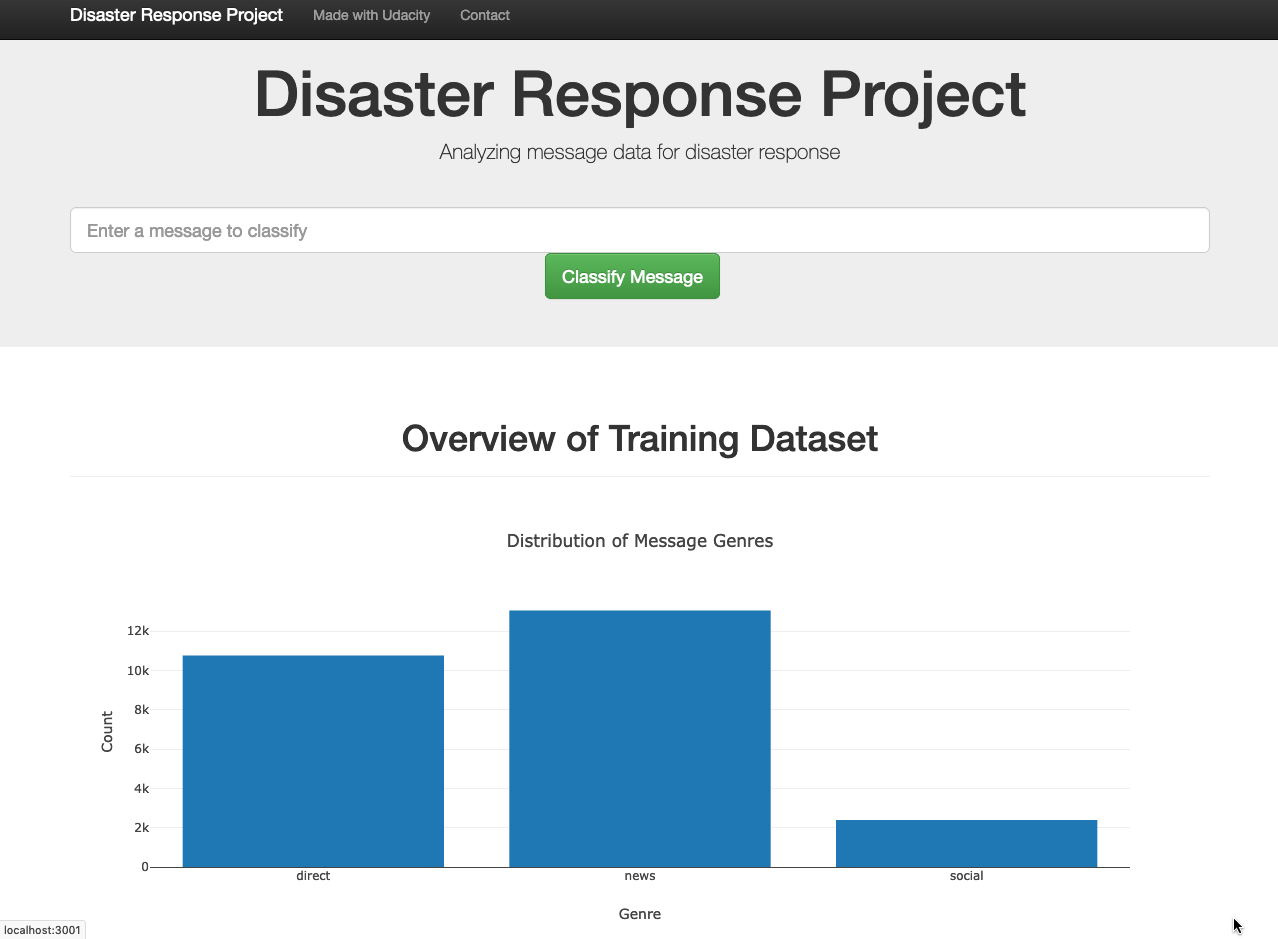 Disaster Response Project Made with Udacity Contact
Disaster Response Project
Analyzing message data for disaster response
Enter a message to classify
Classify Message
Overview of Training Dataset
Distribution of Message Genres
12k
10k
8k
6k
4k
2k
0
Count
direct news social
Genre
localhost:3001